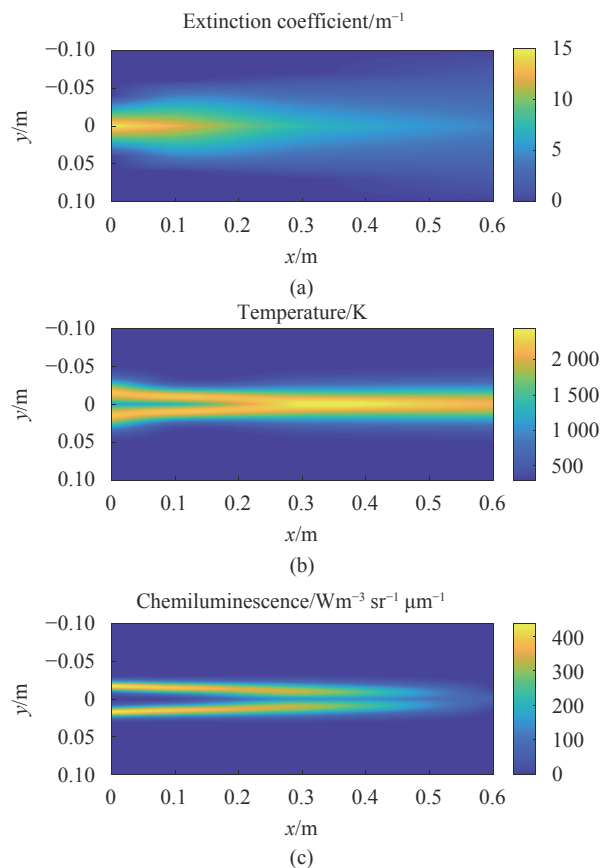 Extinction coefficient/m⁻¹
−0.10
−0.05
0
0.05
0.10
y/m
0 0.1 0.2 0.3 0.4 0.5 0.6
x/m
15
10
5
0
(a)
Temperature/K
−0.10
−0.05
0
0.05
0.10
y/m
0 0.1 0.2 0.3 0.4 0.5 0.6
x/m
2 000
1 500
1 000
500
(b)
Chemiluminescence/Wm⁻³ sr⁻¹ μm⁻¹
−0.10
−0.05
0
0.05
0.10
y/m
0 0.1 0.2 0.3 0.4 0.5 0.6
x/m
400
300
200
100
0
(c)